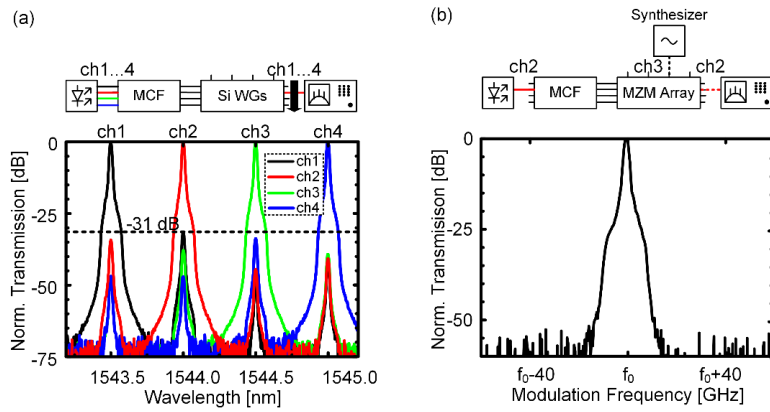 (a)
ch1...4
ch1...4
MCF
Si WGs
ch1 ch2 ch3 ch4
0
-25
-50
-75
Norm. Transmission [dB]
-31 dB
ch1
ch2
ch3
ch4
1543.5 1544.0 1544.5 1545.0
Wavelength [nm]
(b)
Synthesizer
ch2
ch3
ch2
MCF
MZM Array
0
-25
-50
Norm. Transmisison [dB]
f0-40 f0 f0+40
Modulation Frequency [GHz]